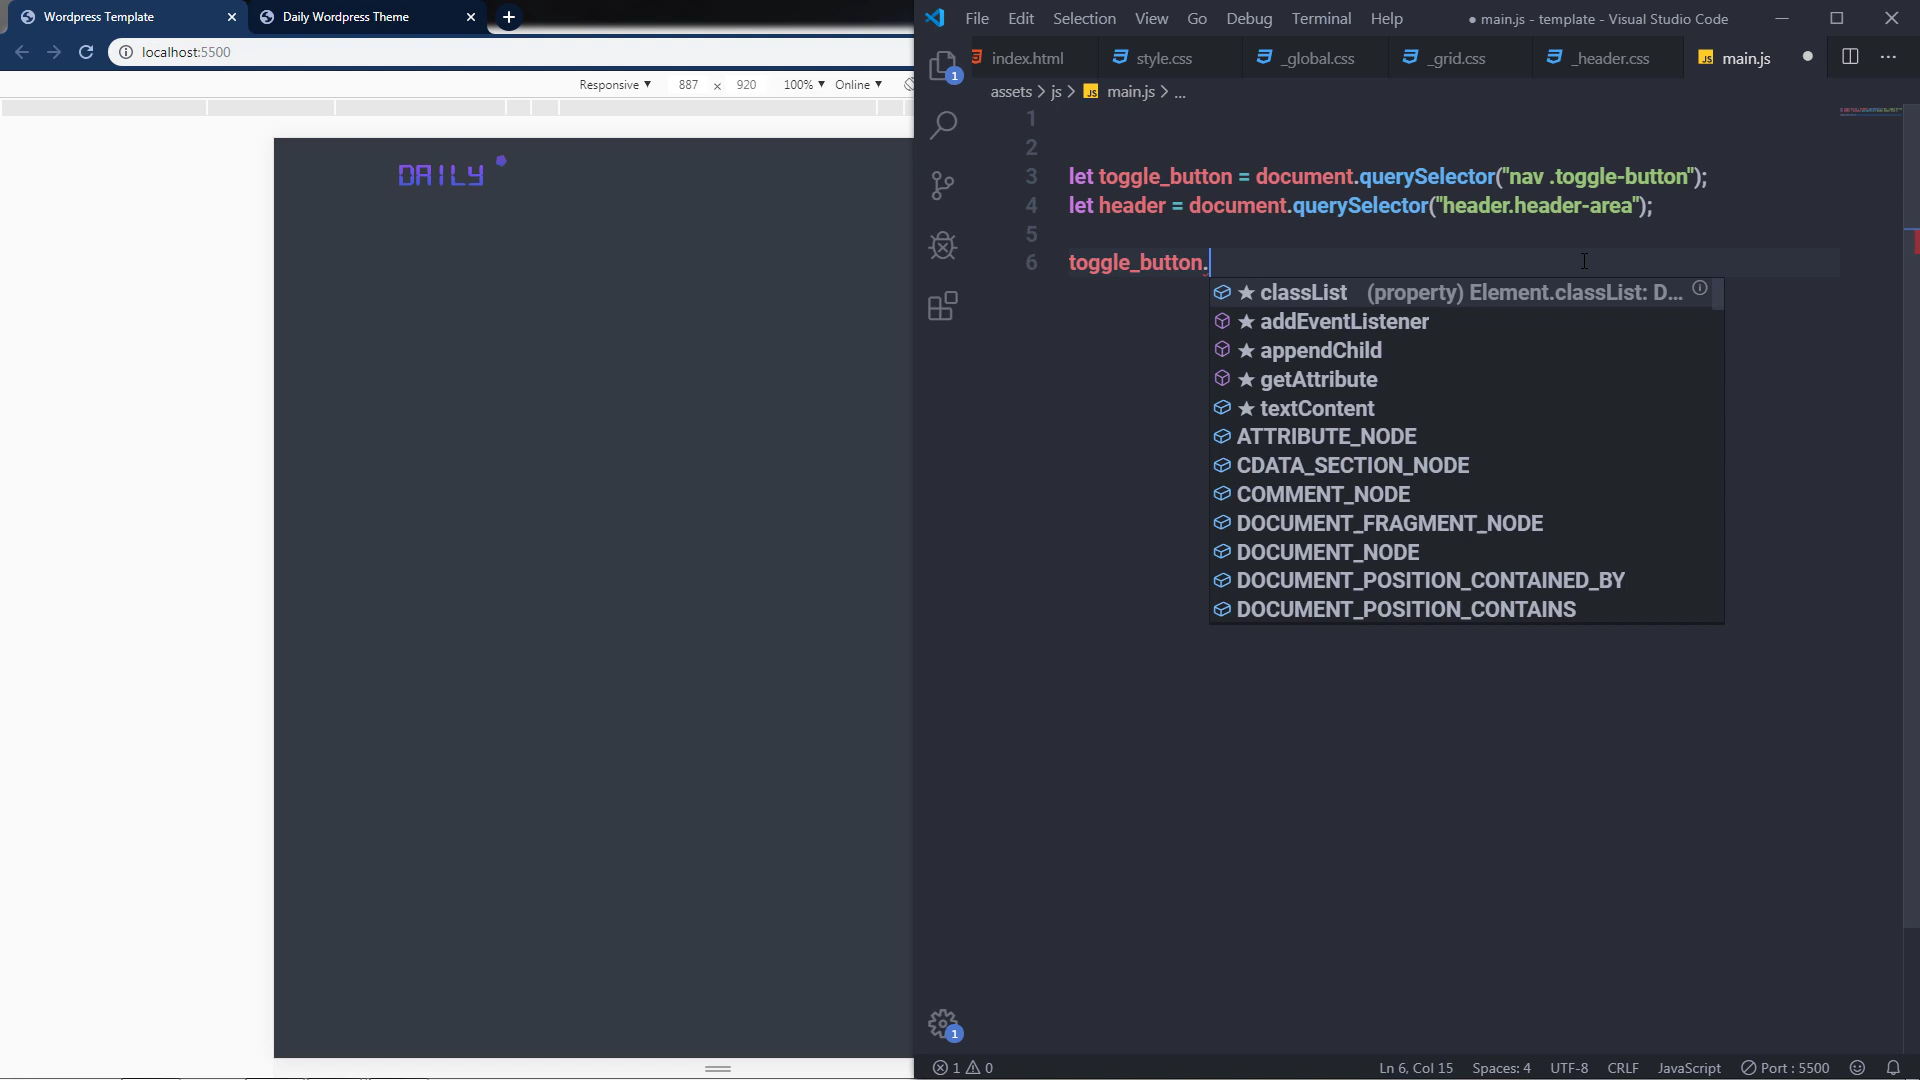 Wordpress Template
Daily Wordpress Theme
localhost:5500
Responsive 887 × 920 100% Online
DAILY
File Edit Selection View Go Debug Terminal Help
● main.js - template - Visual Studio Code
index.html style.css _global.css _grid.css _header.css JS main.js
assets > js > JS main.js > ...
1
2
3 let toggle_button = document.querySelector("nav .toggle-button");
4 let header = document.querySelector("header.header-area");
5
6 toggle_button.
★ classList (property) Element.classList: D...
★ addEventListener
★ appendChild
★ getAttribute
★ textContent
ATTRIBUTE_NODE
CDATA_SECTION_NODE
COMMENT_NODE
DOCUMENT_FRAGMENT_NODE
DOCUMENT_NODE
DOCUMENT_POSITION_CONTAINED_BY
DOCUMENT_POSITION_CONTAINS
1
1
1 0 Ln 6, Col 15 Spaces: 4 UTF-8 CRLF JavaScript Port : 5500